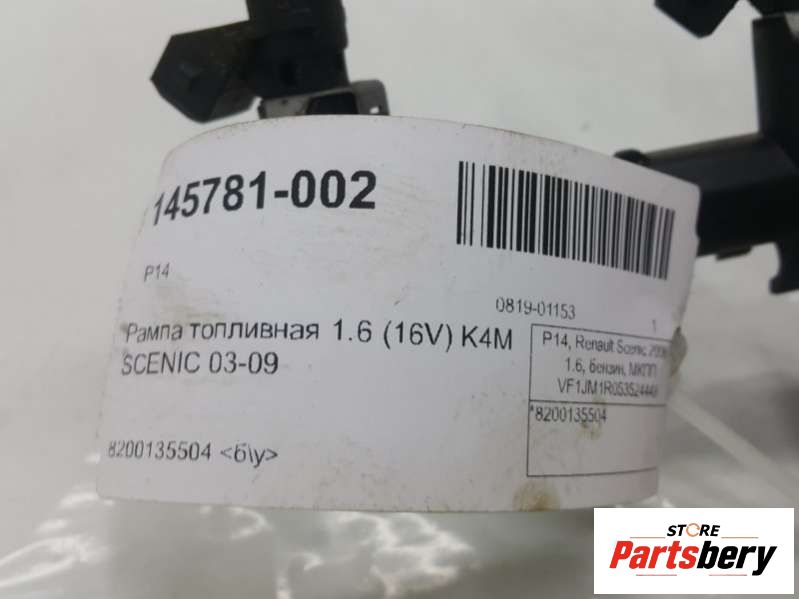 145781-002
P14
0819-01153
1
Рампа топливная 1.6 (16V) K4M
SCENIC 03-09
P14, Renault Scenic
1.6, бензин, МКПП
*8200135504
8200135504 <б\у>
STORE
Partsbery